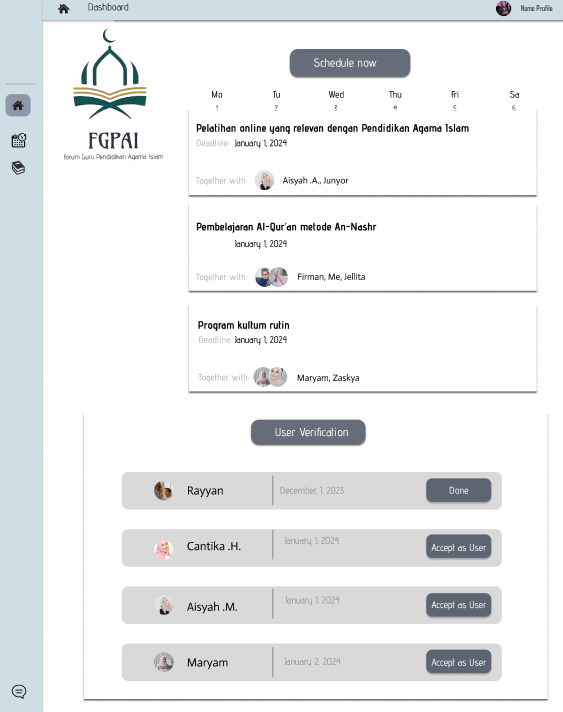 Dashboard
Name Profile
FGPAI
Forum Guru Pendidikan Agama Islam
Schedule now
Mo Tu Wed Thu Fri Sa
1 2 3 4 5 6
Pelatihan online yang relevan dengan Pendidikan Agama Islam
Deadline: January 1, 2024
Together with: Aisyah .A., Junyor
Pembelajaran Al-Qur'an metode An-Nashr
January 1, 2024
Together with: Firman, Me, Jellita
Program kultum rutin
Deadline: January 1, 2024
Together with: Maryam, Zaskya
User Verification
Rayyan December 1, 2023 Done
Cantika .H. January 1, 2024 Accept as User
Aisyah .M. January 1, 2024 Accept as User
Maryam January 2, 2024 Accept as User